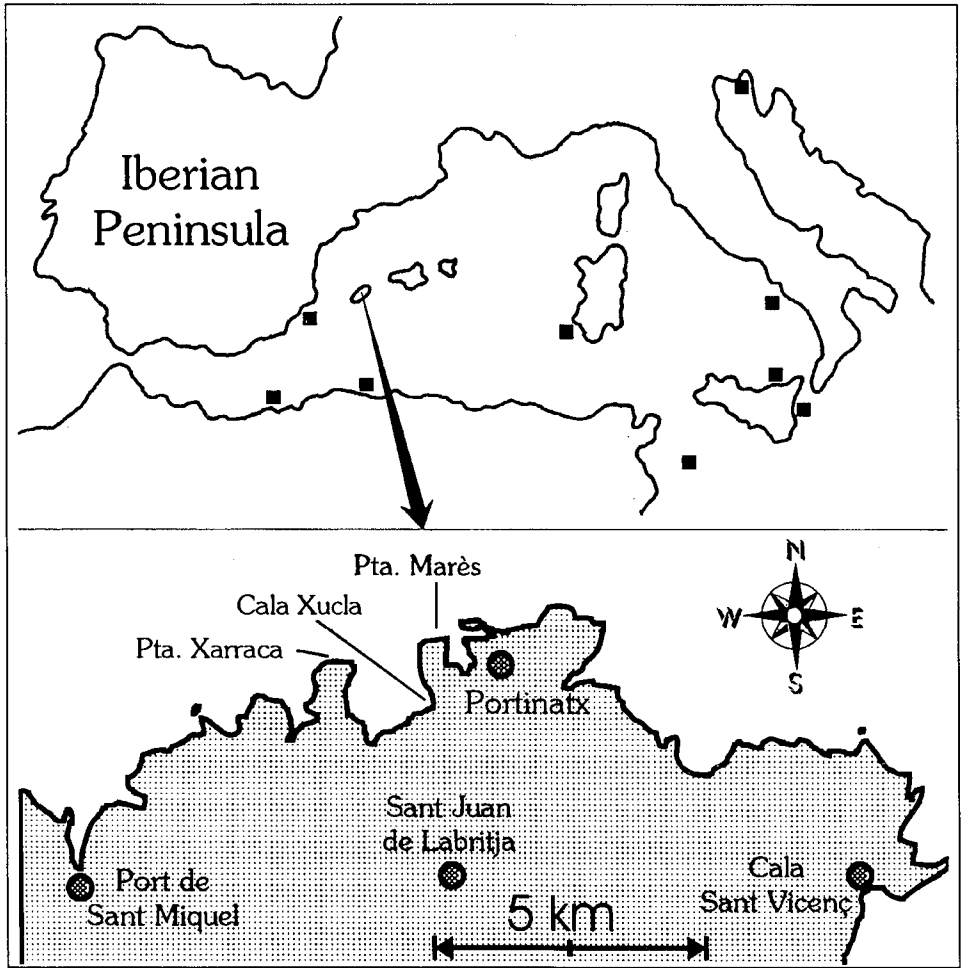 Iberian
Peninsula
Pta. Marès
Cala Xucla
Pta. Xarraca
N
W
E
S
Portinatx
Sant Juan
de Labritja
Port de
Sant Miquel
Cala
Sant Vicenç
5 km